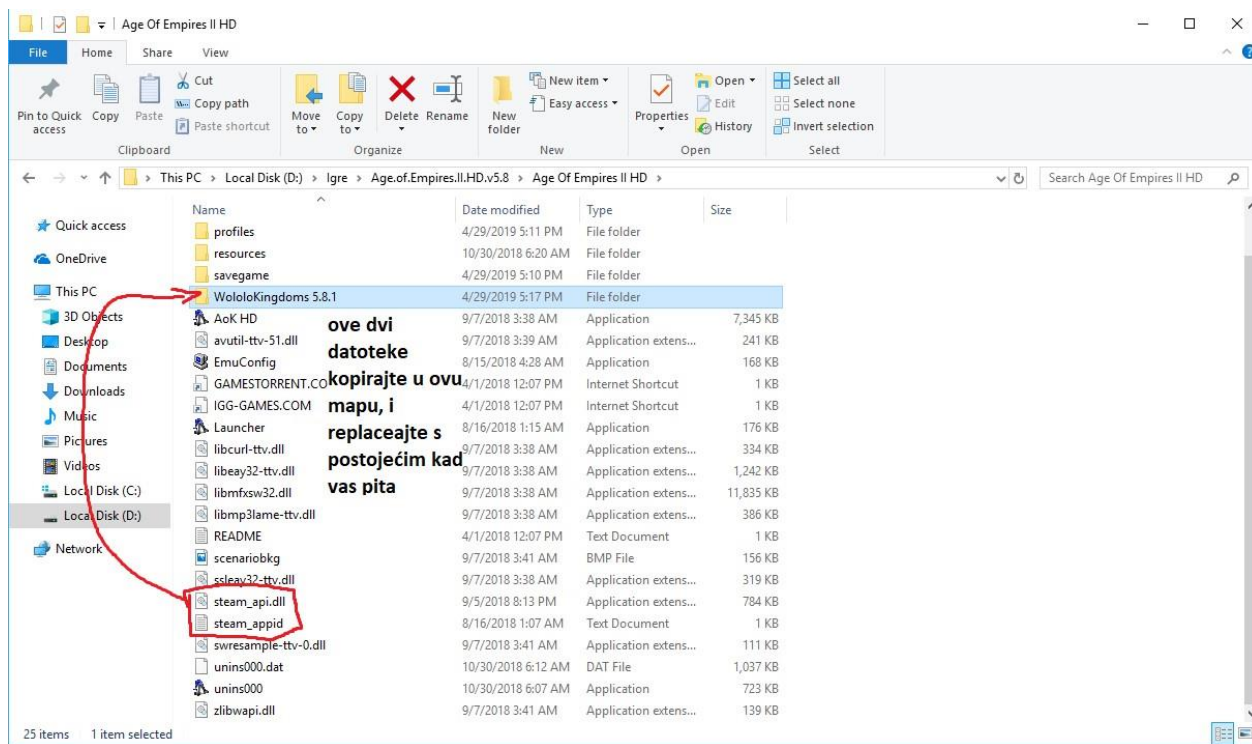 Age Of Empires II HD
File Home Share View
Pin to Quick access
Copy
Paste
Cut
Copy path
Paste shortcut
Clipboard
Move to
Copy to
Delete
Rename
Organize
New folder
New item
Easy access
New
Properties
Open
Edit
History
Open
Select all
Select none
Invert selection
Select
This PC > Local Disk (D:) > Igre > Age.of.Empires.II.HD.v5.8 > Age Of Empires II HD >
Search Age Of Empires II HD
Quick access
OneDrive
This PC
3D Objects
Desktop
Documents
Downloads
Music
Pictures
Videos
Local Disk (C:)
Local Disk (D:)
Network
Name Date modified Type Size
profiles 4/29/2019 5:11 PM File folder
resources 10/30/2018 6:20 AM File folder
savegame 4/29/2019 5:10 PM File folder
WololoKingdoms 5.8.1 4/29/2019 5:17 PM File folder
AoK HD 9/7/2018 3:38 AM Application 7,345 KB
avutil-ttv-51.dll 9/7/2018 3:39 AM Application extens... 241 KB
EmuConfig 8/15/2018 4:28 AM Application 168 KB
GAMESTORRENT.CO 4/1/2018 12:07 PM Internet Shortcut 1 KB
IGG-GAMES.COM 4/1/2018 12:07 PM Internet Shortcut 1 KB
Launcher 8/16/2018 1:15 AM Application 176 KB
libcurl-ttv.dll 9/7/2018 3:38 AM Application extens... 334 KB
libeay32-ttv.dll 9/7/2018 3:38 AM Application extens... 1,242 KB
libmfxsw32.dll 9/7/2018 3:38 AM Application extens... 11,835 KB
libmp3lame-ttv.dll 9/7/2018 3:38 AM Application extens... 386 KB
README 4/1/2018 12:07 PM Text Document 1 KB
scenariobkg 9/7/2018 3:41 AM BMP File 156 KB
ssleay32-ttv.dll 9/7/2018 3:38 AM Application extens... 319 KB
steam_api.dll 9/5/2018 8:13 PM Application extens... 784 KB
steam_appid 8/16/2018 1:07 AM Text Document 1 KB
swresample-ttv-0.dll 9/7/2018 3:41 AM Application extens... 111 KB
unins000.dat 10/30/2018 6:12 AM DAT File 1,037 KB
unins000 10/30/2018 6:07 AM Application 723 KB
zlibwapi.dll 9/7/2018 3:41 AM Application extens... 139 KB
ove dvi
datoteke
kopirajte u ovu
mapu, i
replaceajte s
postojećim kad
vas pita
25 items 1 item selected